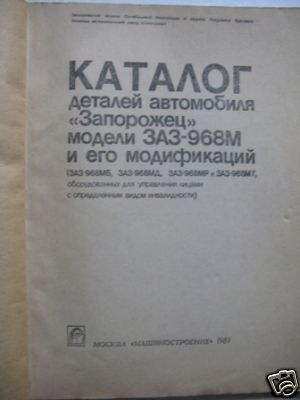 КАТАЛОГ
деталей автомобиля
«Запорожец»
модели ЗАЗ-968М
и его модификаций
(ЗАЗ-968МБ, ЗАЗ-968МД, ЗАЗ-968МР и ЗАЗ-968МГ,
оборудованных для управления лицами
с определенным видом инвалидности)
МОСКВА «МАШИНОСТРОЕНИЕ»
ebY